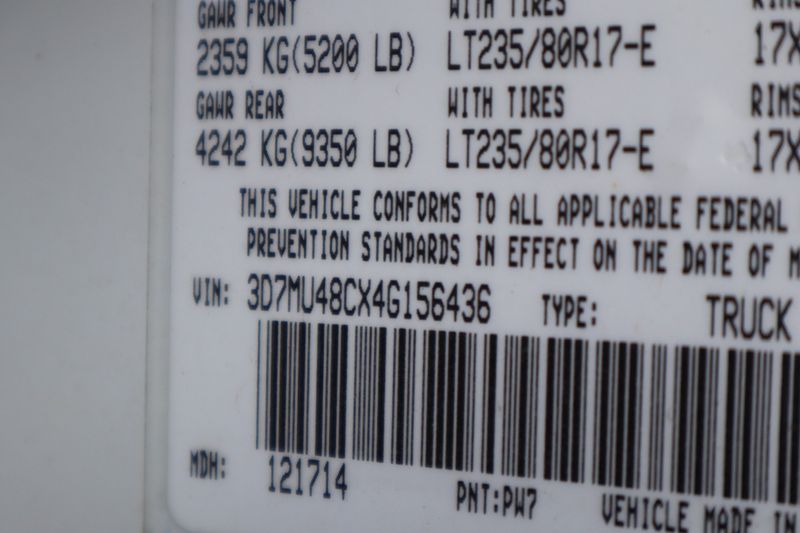 GAWR FRONT WITH TIRES
2359 KG(5200 LB) LT235/80R17-E 17X
GAWR REAR WITH TIRES RIMS
4242 KG(9350 LB) LT235/80R17-E 17X
THIS VEHICLE CONFORMS TO ALL APPLICABLE FEDERAL
PREVENTION STANDARDS IN EFFECT ON THE DATE OF M
VIN: 3D7MU48CX4G156436 TYPE: TRUCK
MDH: 121714
PNT:PW7 VEHICLE MADE IN